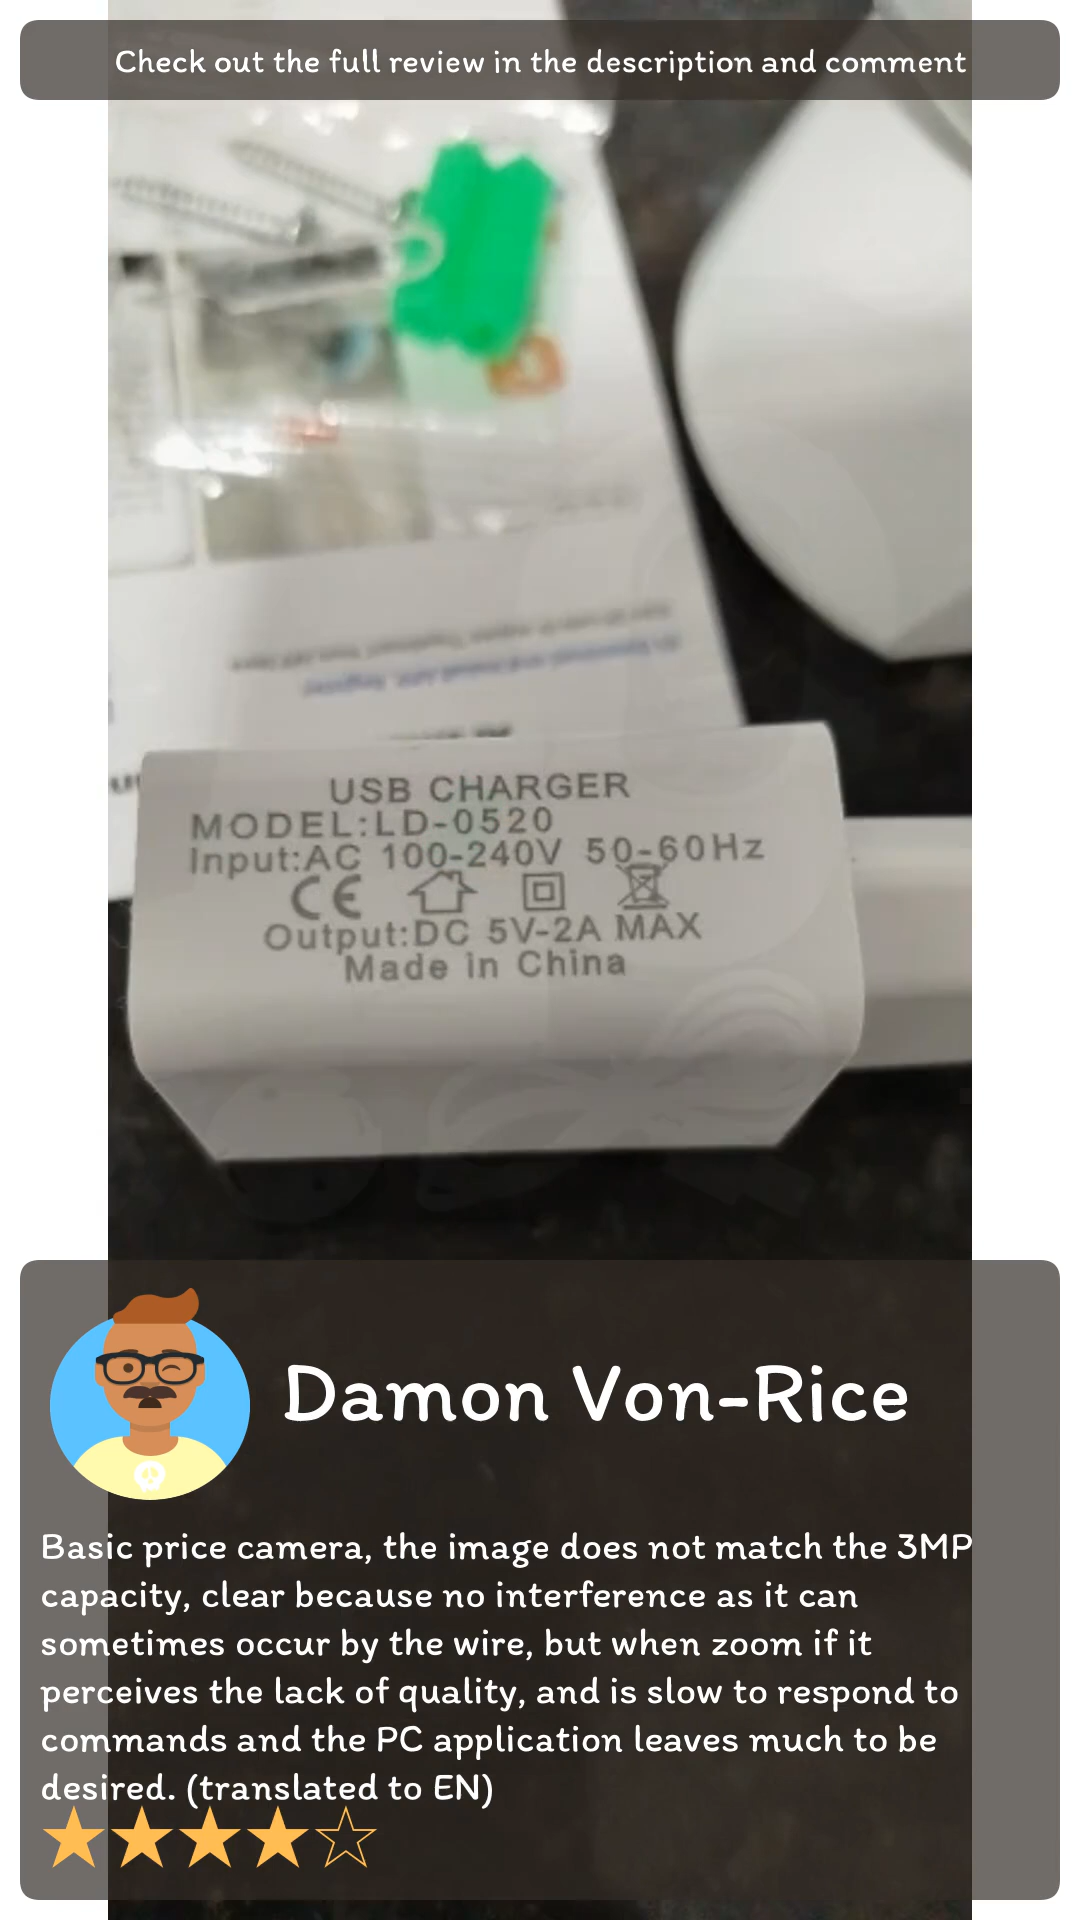 Check out the full review in the description and comment
USB CHARGER
MODEL:LD-0520
Input:AC 100-240V 50-60Hz
CE
Output:DC 5V-2A MAX
Made in China
Damon Von-Rice
Basic price camera, the image does not match the 3MP
capacity, clear because no interference as it can
sometimes occur by the wire, but when zoom if it
perceives the lack of quality, and is slow to respond to
commands and the PC application leaves much to be
desired. (translated to EN)